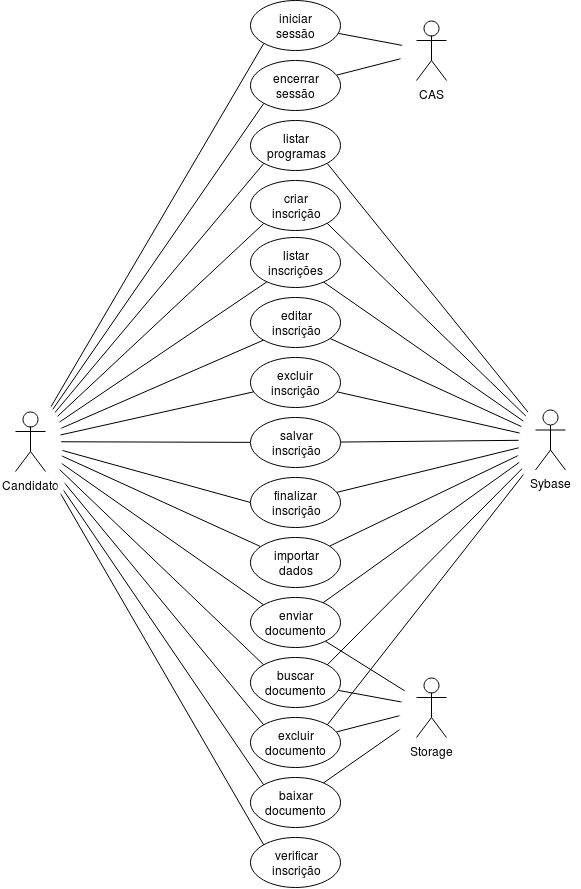 iniciar
sessão
encerrar
sessão
CAS
listar
programas
criar
inscrição
listar
inscrições
editar
inscrição
excluir
inscrição
salvar
inscrição
Candidato
Sybase
finalizar
inscrição
importar
dados
enviar
documento
buscar
documento
excluir
documento
Storage
baixar
documento
verificar
inscrição